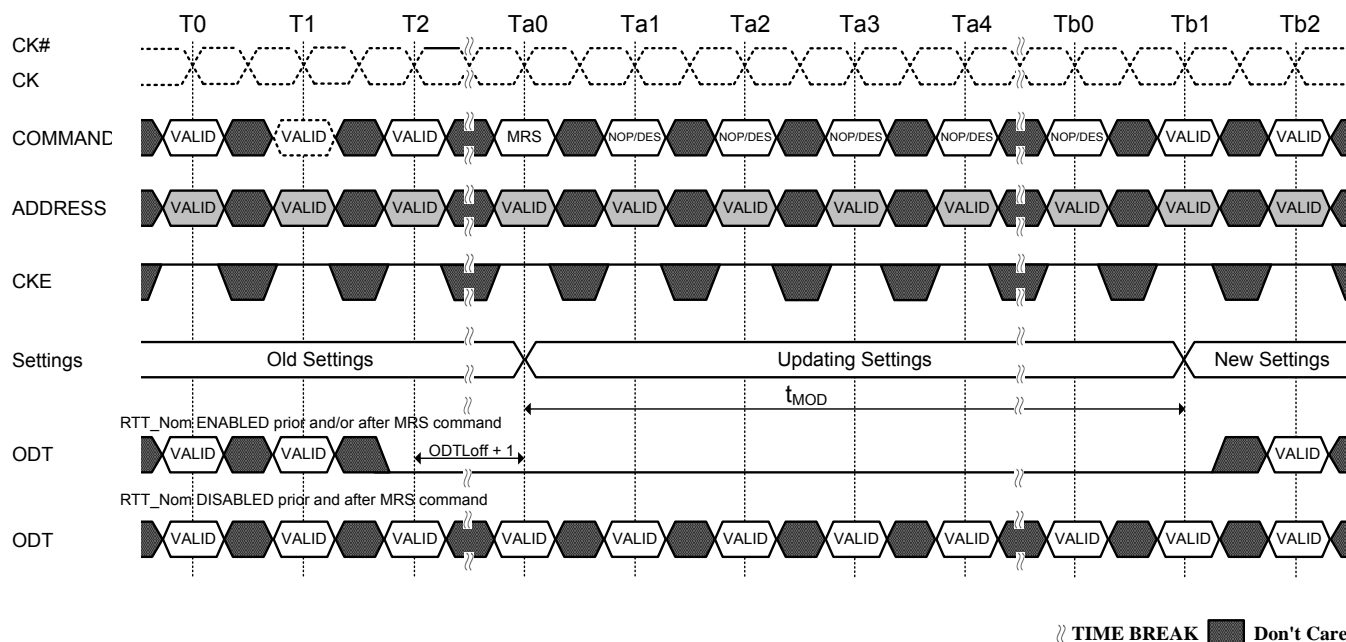 T0 T1 T2 Ta0 Ta1 Ta2 Ta3 Ta4 Tb0 Tb1 Tb2
CK#
CK
COMMAND VALID VALID VALID MRS NOP/DES NOP/DES NOP/DES NOP/DES NOP/DES VALID VALID
ADDRESS VALID VALID VALID VALID VALID VALID VALID VALID VALID VALID VALID
CKE
Settings Old Settings Updating Settings New Settings
tMOD
RTT_Nom ENABLED prior and/or after MRS command
ODT VALID VALID ODTLoff + 1 VALID
RTT_Nom DISABLED prior and after MRS command
ODT VALID VALID VALID VALID VALID VALID VALID VALID VALID VALID VALID
TIME BREAK Don't Care